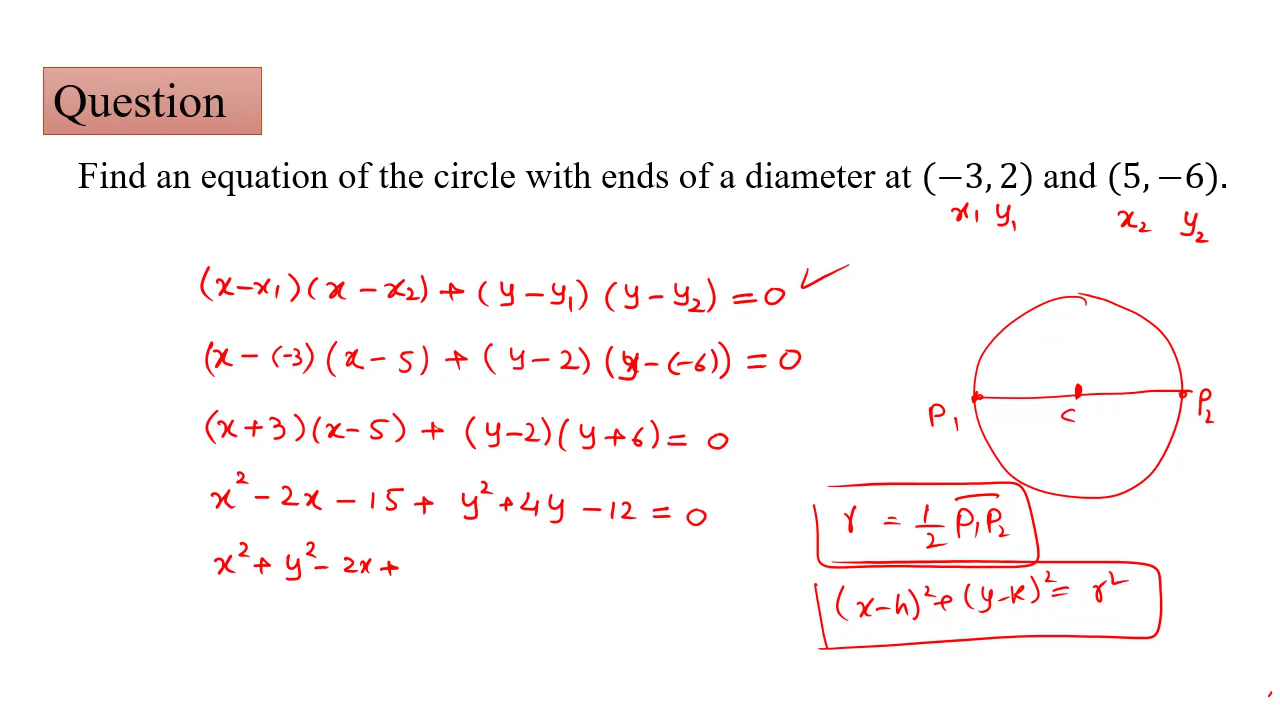 Question
Find an equation of the circle with ends of a diameter at (−3, 2) and (5, −6).
x₁ y₁ x₂ y₂
(x−x₁)(x−x₂)+(y−y₁)(y−y₂)=0 ✓
(x−(−3)(x−5)+(y−2)(y−(−6))=0
(x+3)(x−5)+(y−2)(y+6)=0
x²−2x−15+y²+4y−12=0
x²+y²−2x+
P₁ C P₂
r = 1/2 P̅₁P̅₂
(x−h)²+(y−k)²=r²